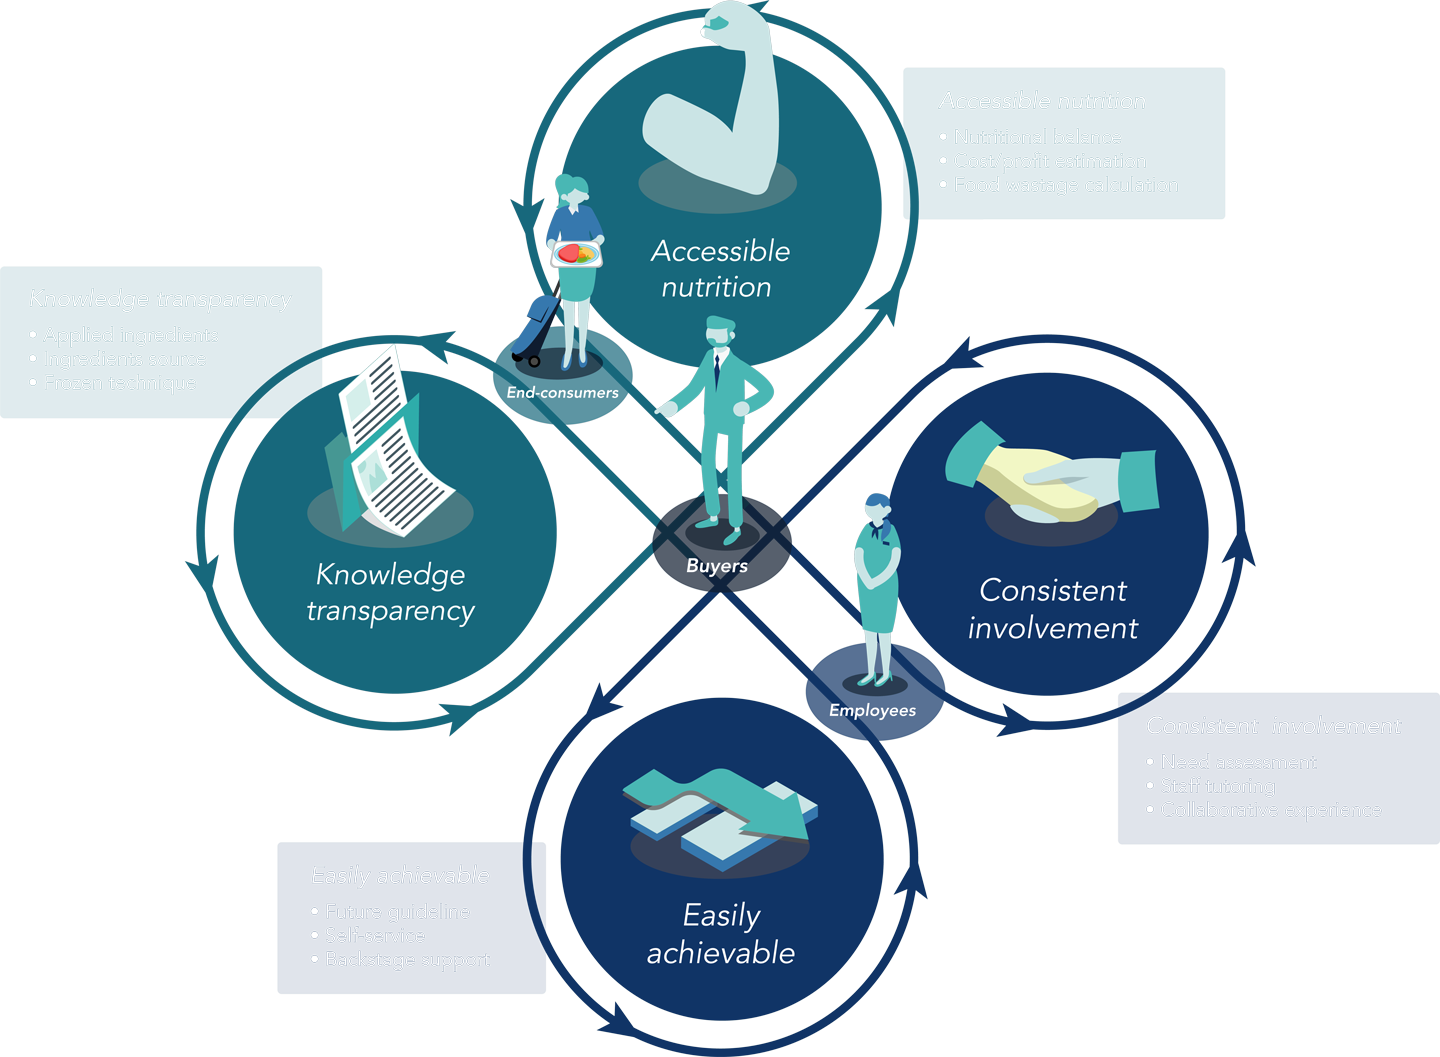 Accessible nutrition
• Nutritional balance
• Cost/profit estimation
• Food wastage calculation
Accessible
nutrition
Knowledge transparency
• Applied ingredients
• Ingredients source
• Frozen technique
End-consumers
Knowledge
transparency
Buyers
Consistent
involvement
Employees
Consistent involvement
• Need assessment
• Staff tutoring
• Collaborative experience
Easily achievable
• Future guideline
• Self-service
• Backstage support
Easily
achievable